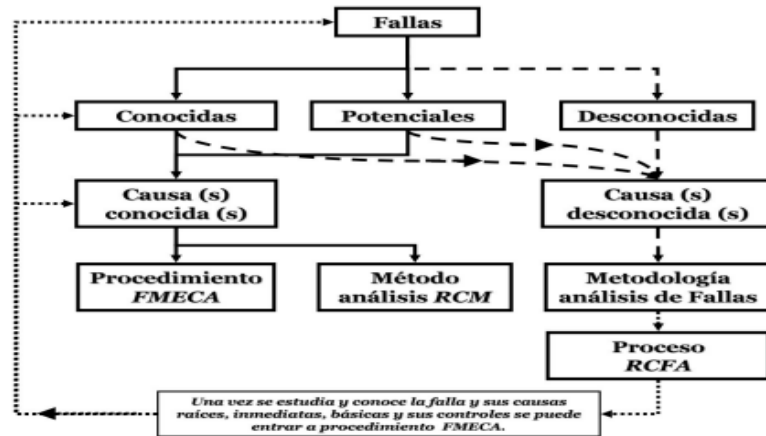 Fallas
Conocidas
Potenciales
Desconocidas
Causa (s)
conocida (s)
Causa (s)
desconocida (s)
Procedimiento
FMECA
Método
análisis RCM
Metodología
análisis de Fallas
Proceso
RCFA
Una vez se estudia y conoce la falla y sus causas
raíces, inmediatas, básicas y sus controles se puede
entrar a procedimiento FMECA.